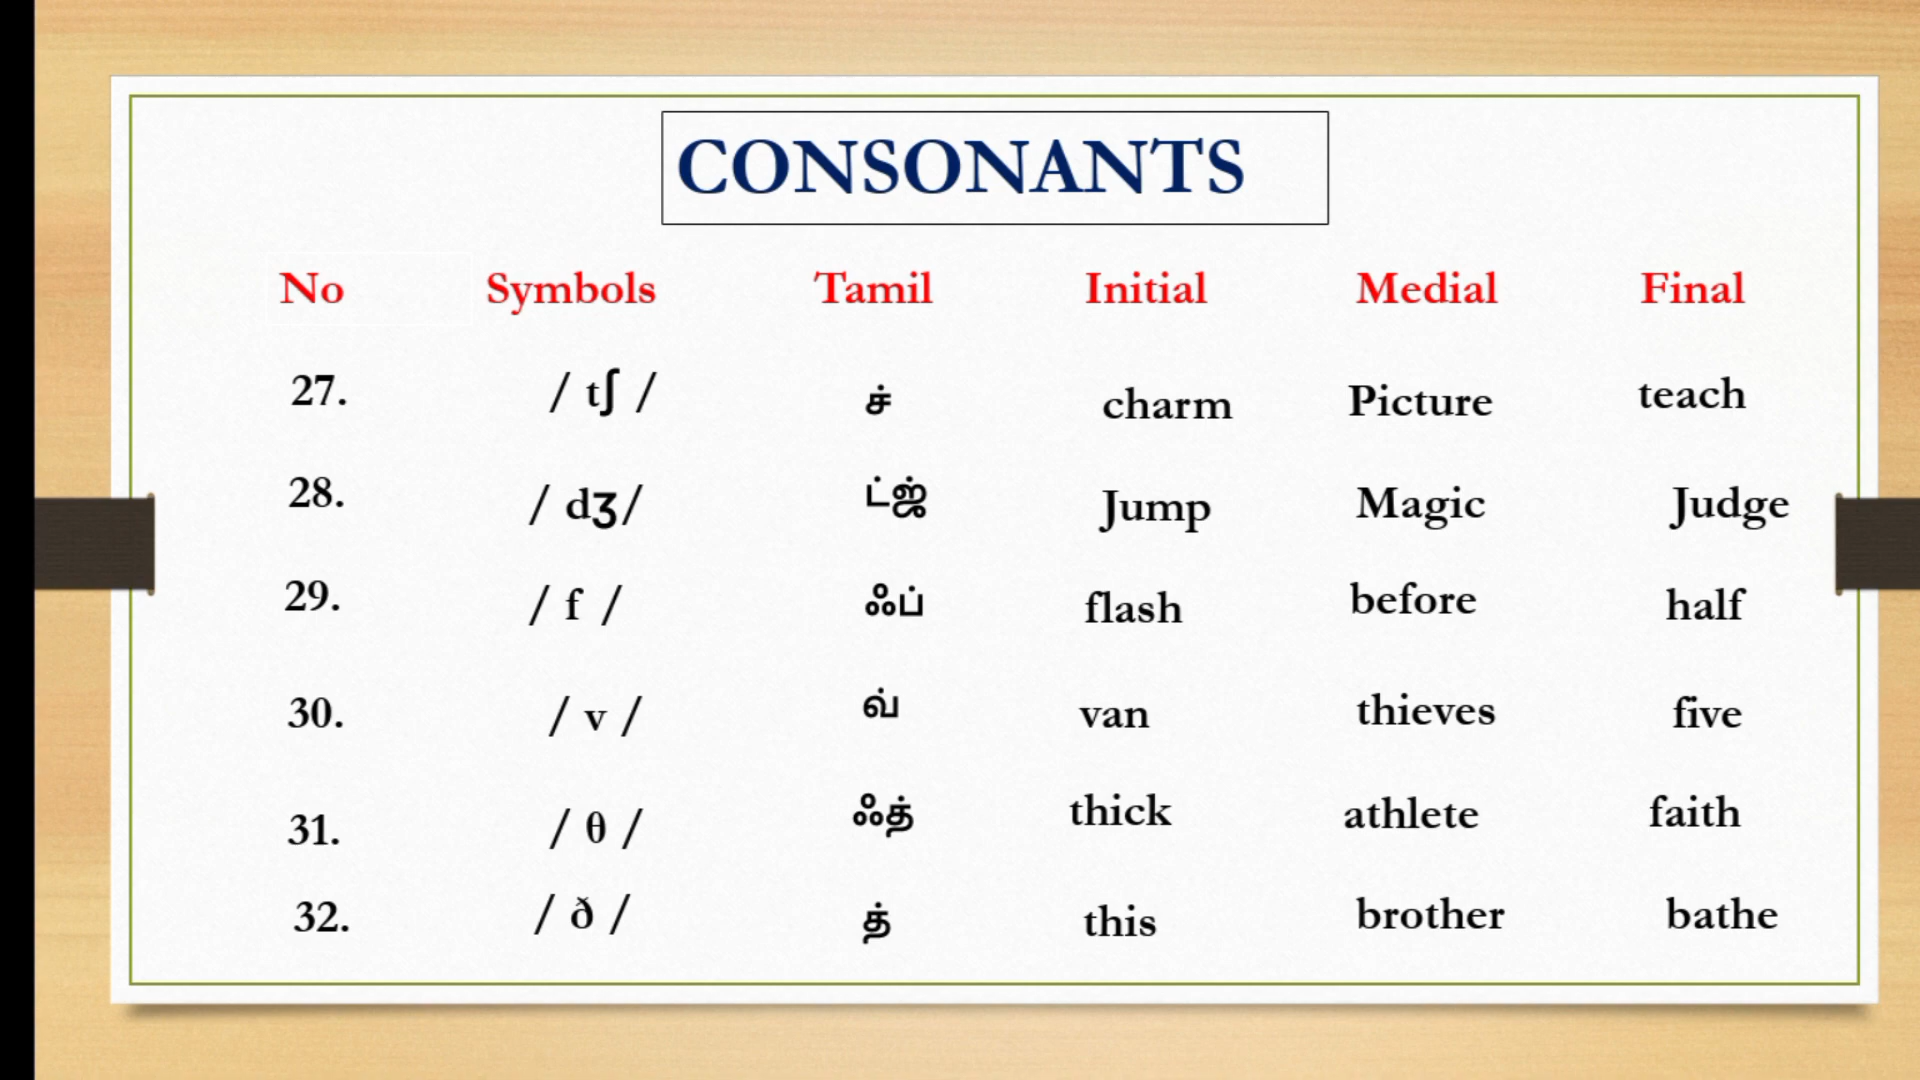 CONSONANTS
No Symbols Tamil Initial Medial Final
27. / tʃ / ச் charm Picture teach
28. / dʒ/ ட்ஜ் Jump Magic Judge
29. / f / ஃப் flash before half
30. / v / வ் van thieves five
31. / θ / ஃத் thick athlete faith
32. / ð / த் this brother bathe